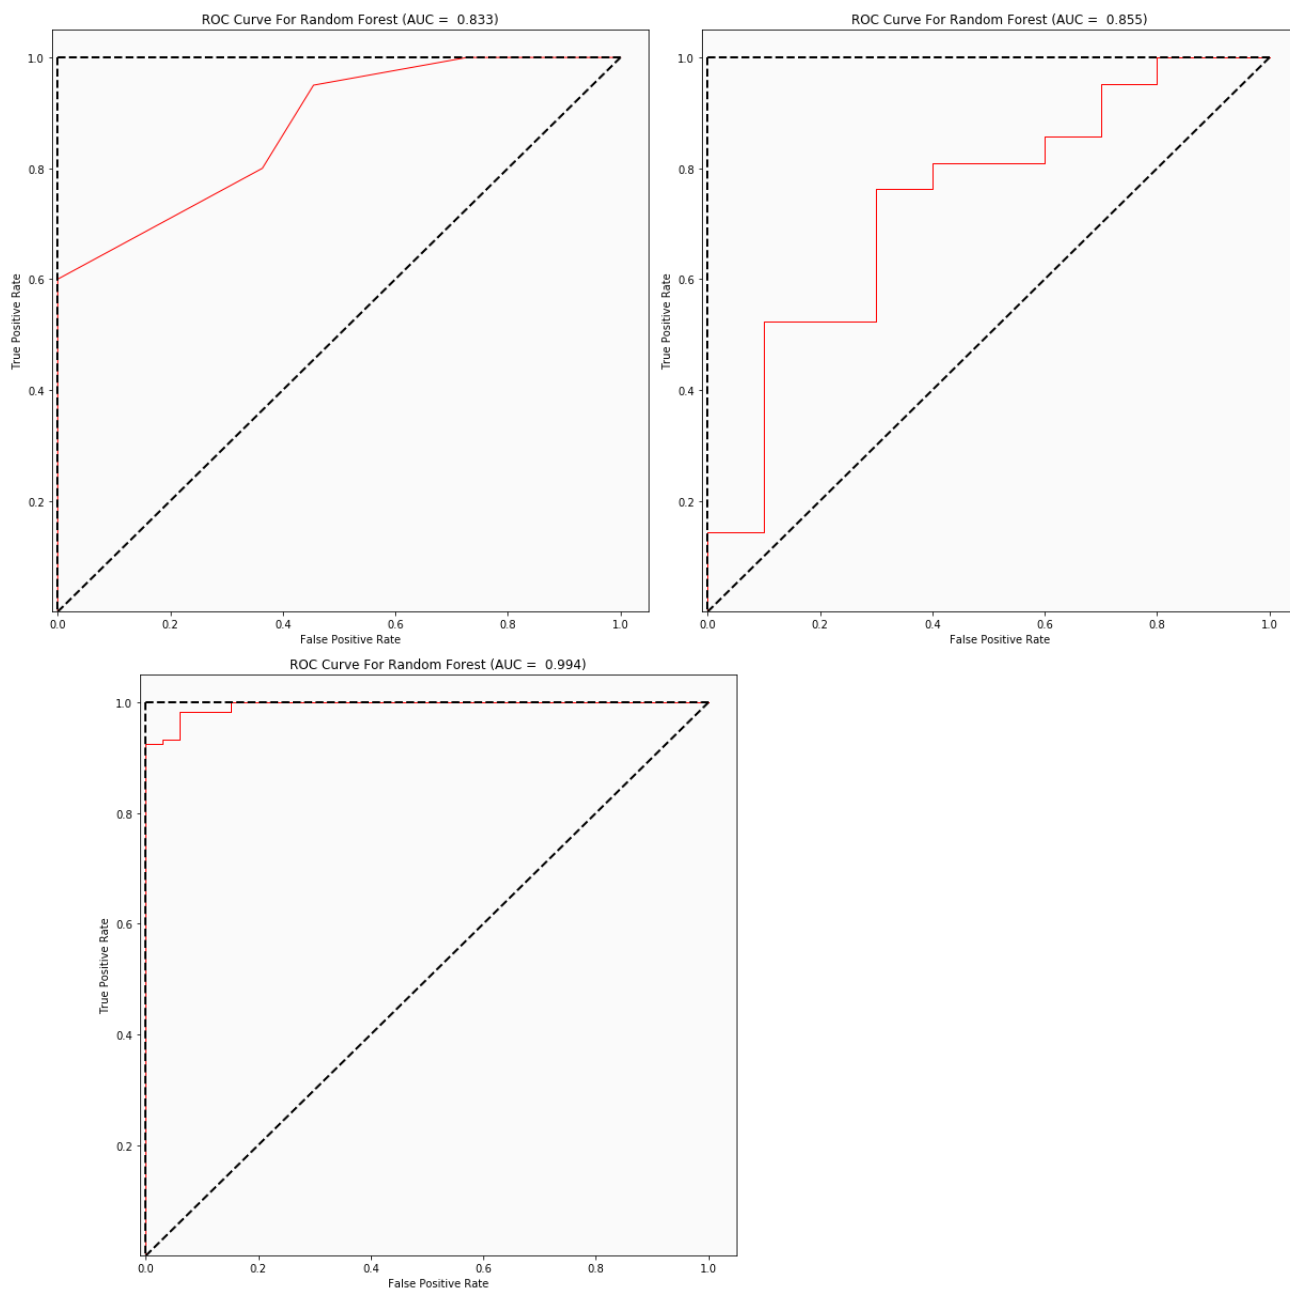 ROC Curve For Random Forest (AUC =  0.833)
1.0
0.8
0.6
0.4
0.2
True Positive Rate
0.0 0.2 0.4 0.6 0.8 1.0
False Positive Rate
ROC Curve For Random Forest (AUC =  0.855)
1.0
0.8
0.6
0.4
0.2
True Positive Rate
0.0 0.2 0.4 0.6 0.8 1.0
False Positive Rate
ROC Curve For Random Forest (AUC =  0.994)
1.0
0.8
0.6
0.4
0.2
True Positive Rate
0.0 0.2 0.4 0.6 0.8 1.0
False Positive Rate